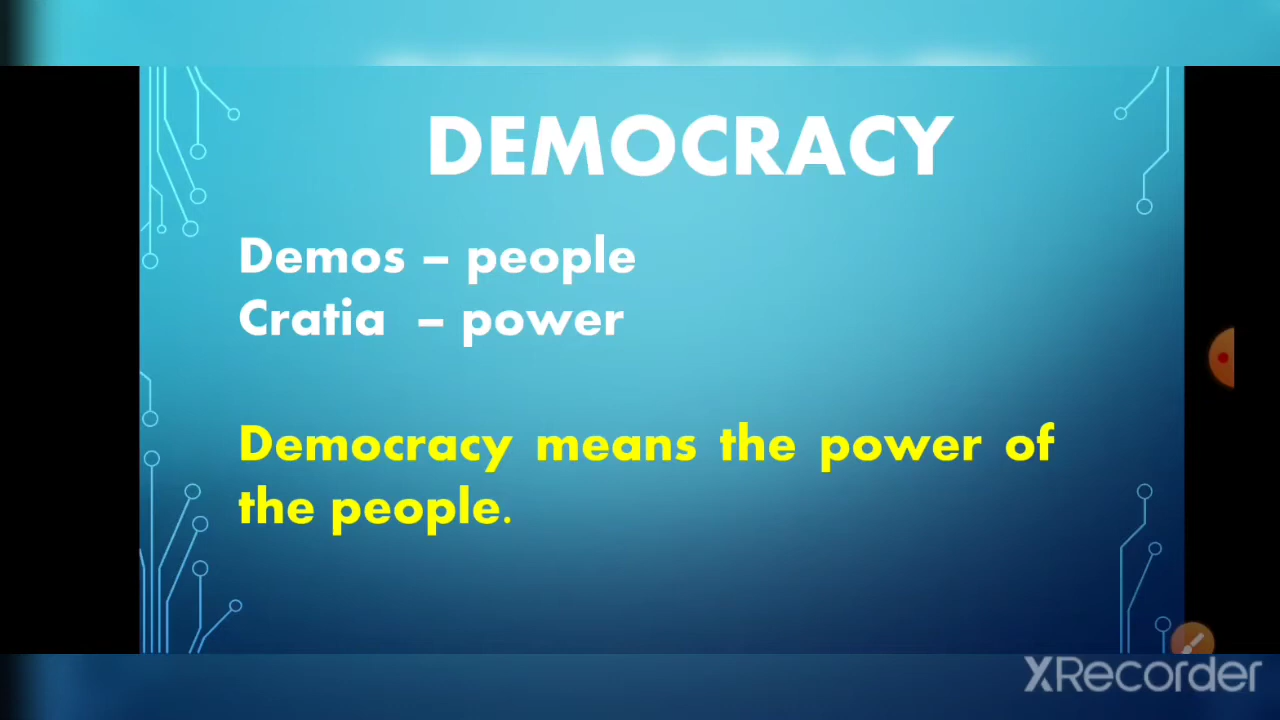 DEMOCRACY
Demos – people
Cratia – power
Democracy means the power of
the people.
XRecorder